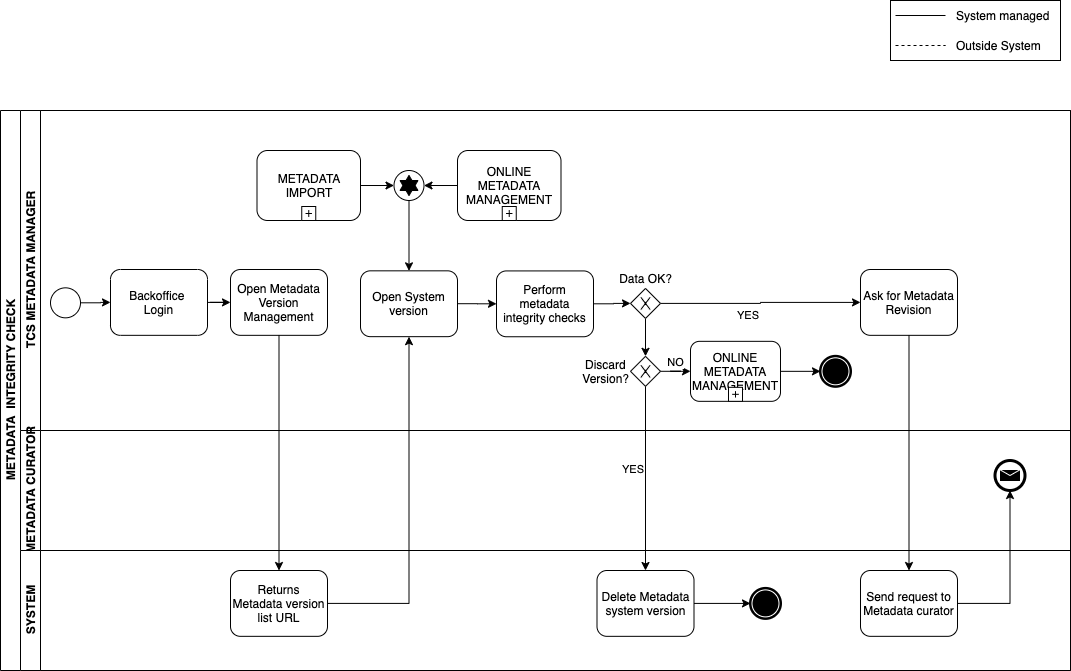 System managed
Outside System
METADATA INTEGRITY CHECK
TCS METADATA MANAGER
METADATA
IMPORT
+
ONLINE
METADATA
MANAGEMENT
+
Backoffice
Login
Open Metadata
Version
Management
Open System
version
Perform
metadata
integrity checks
Data OK?
YES
Ask for Metadata
Revision
Discard
Version?
NO
ONLINE
METADATA
MANAGEMENT
+
METADATA CURATOR
YES
SYSTEM
Returns
Metadata version
list URL
Delete Metadata
system version
Send request to
Metadata curator